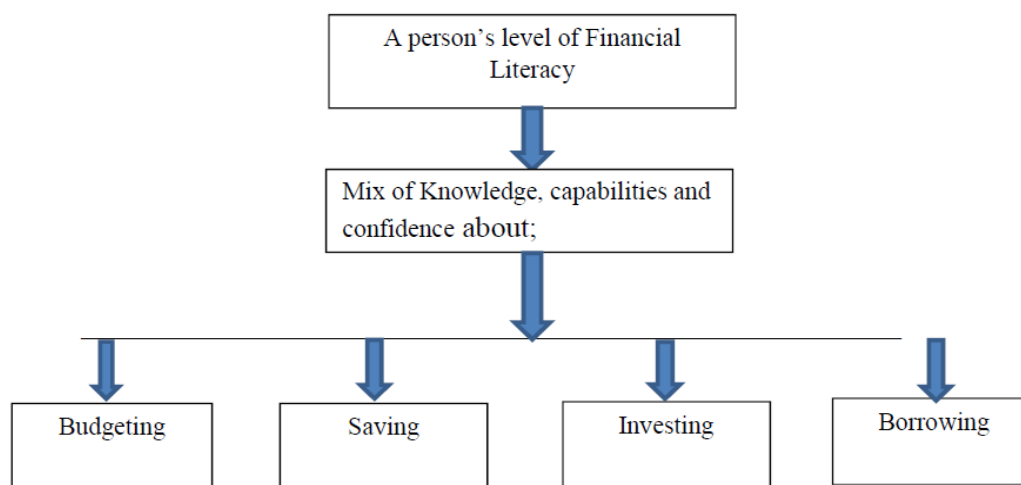 A person’s level of Financial
Literacy
Mix of Knowledge, capabilities and
confidence about;
Budgeting
Saving
Investing
Borrowing